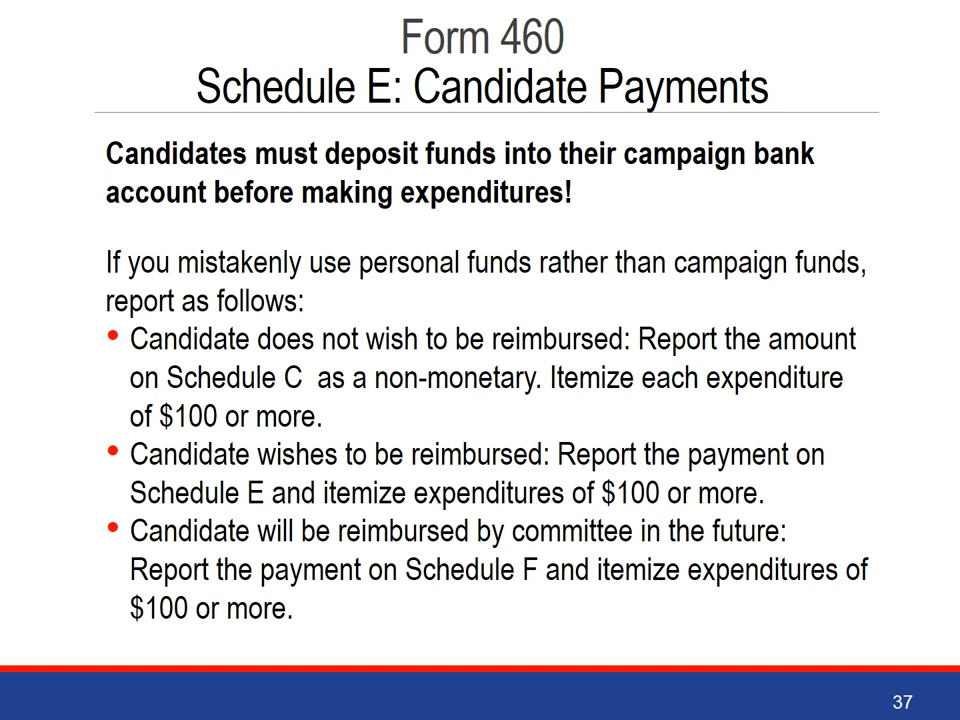 Form 460
Schedule E: Candidate Payments
Candidates must deposit funds into their campaign bank
account before making expenditures!
If you mistakenly use personal funds rather than campaign funds,
report as follows:
• Candidate does not wish to be reimbursed: Report the amount
on Schedule C  as a non-monetary. Itemize each expenditure
of $100 or more.
• Candidate wishes to be reimbursed: Report the payment on
Schedule E and itemize expenditures of $100 or more.
• Candidate will be reimbursed by committee in the future:
Report the payment on Schedule F and itemize expenditures of
$100 or more.
37